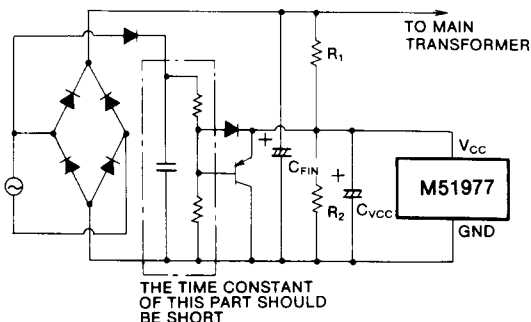 TO MAIN
TRANSFORMER
R1
VCC
CFIN
M51977
R2
CVCC
GND
THE TIME CONSTANT
OF THIS PART SHOULD
BE SHORT